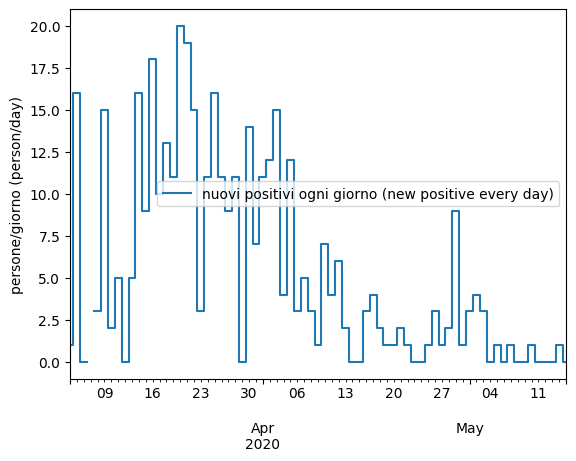 20.0
17.5
15.0
12.5
10.0
7.5
5.0
2.5
0.0
persone/giorno (person/day)
nuovi positivi ogni giorno (new positive every day)
09 16 23 30 06 13 20 27 04 11
Apr May
2020